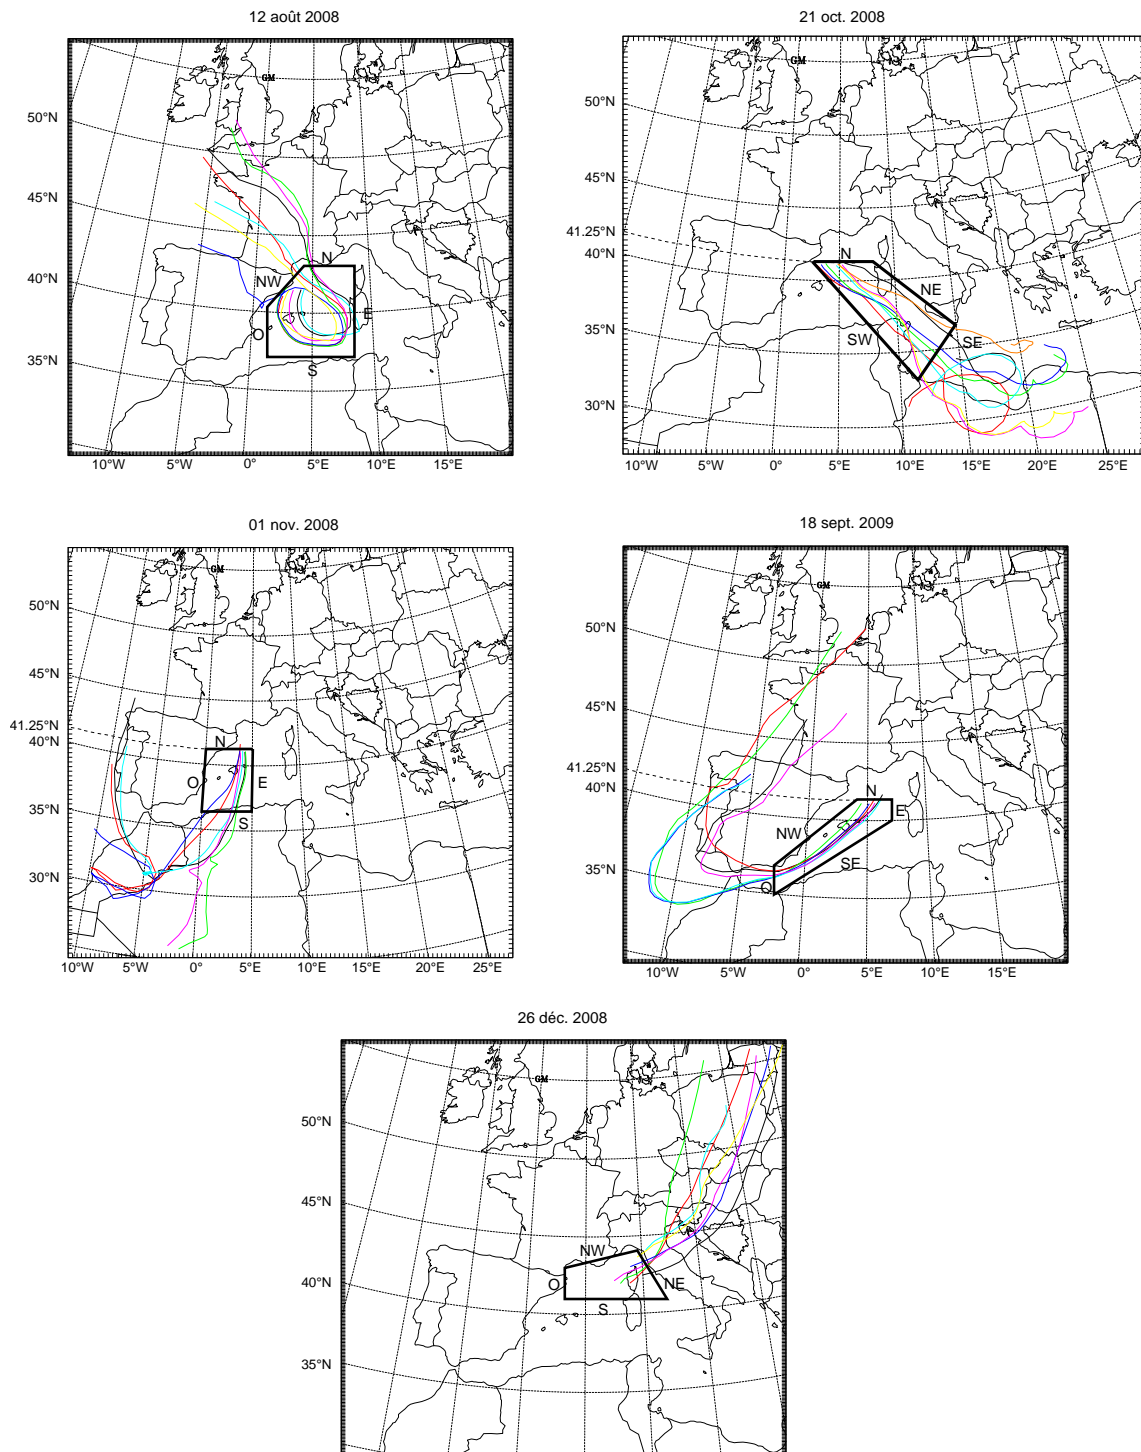 12 août 2008
GM
50°N
45°N
40°N
35°N
N
NW
E
O
S
10°W
5°W
0°
5°E
10°E
15°E
21 oct. 2008
GM
50°N
45°N
41.25°N
40°N
35°N
30°N
N
NE
SW
SE
10°W
5°W
0°
5°E
10°E
15°E
20°E
25°E
01 nov. 2008
GM
50°N
45°N
41.25°N
40°N
35°N
30°N
N
O
E
S
10°W
5°W
0°
5°E
10°E
15°E
20°E
25°E
18 sept. 2009
GM
50°N
45°N
41.25°N
40°N
35°N
N
E
NW
SE
O
10°W
5°W
0°
5°E
10°E
15°E
26 déc. 2008
GM
50°N
45°N
40°N
35°N
NW
O
NE
S